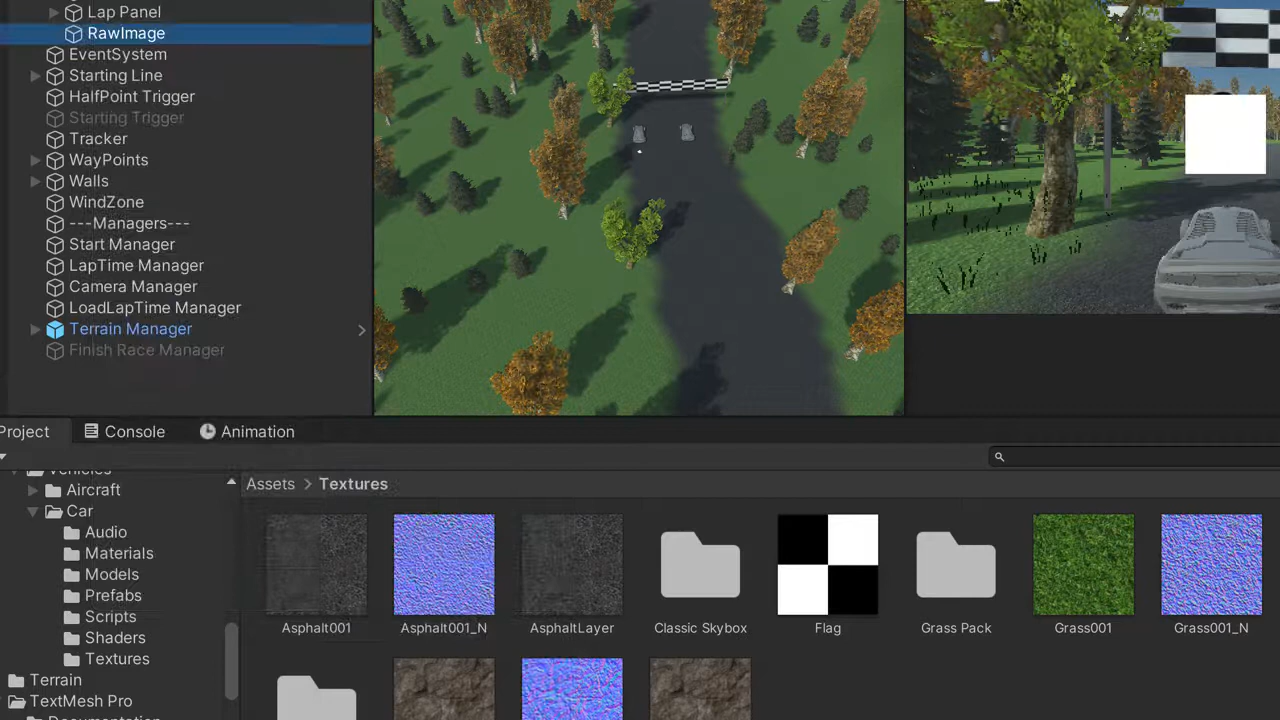 Lap Panel
RawImage
EventSystem
Starting Line
HalfPoint Trigger
Starting Trigger
Tracker
WayPoints
Walls
WindZone
---Managers---
Start Manager
LapTime Manager
Camera Manager
LoadLapTime Manager
Terrain Manager
Finish Race Manager
Project
Console
Animation
Vehicles
Aircraft
Car
Audio
Materials
Models
Prefabs
Scripts
Shaders
Textures
Terrain
TextMesh Pro
Documentation
Assets > Textures
Asphalt001
Asphalt001_N
AsphaltLayer
Classic Skybox
Flag
Grass Pack
Grass001
Grass001_N